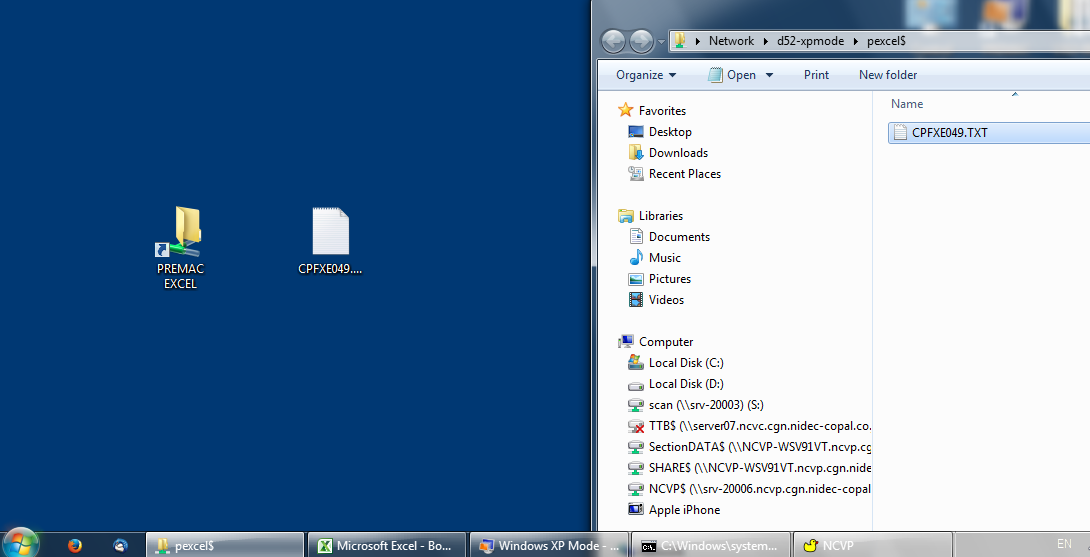 Network d52-xpmode pexcel$
Organize Open Print New folder
Favorites
Desktop
Downloads
Recent Places
Libraries
Documents
Music
Pictures
Videos
Computer
Local Disk (C:)
Local Disk (D:)
scan (\\srv-20003) (S:)
TTB$ (\\server07.ncvc.cgn.nidec-copal.co.
SectionDATA$ (\\NCVP-WSV91VT.ncvp.cg
SHARE$ (\\NCVP-WSV91VT.ncvp.cgn.nide
NCVP$ (\\srv-20006.ncvp.cgn.nidec-copal
Apple iPhone
Name
CPFXE049.TXT
PREMAC
EXCEL
CPFXE049....
pexcel$
Microsoft Excel - Bo...
Windows XP Mode - ...
C:\Windows\system...
NCVP
EN